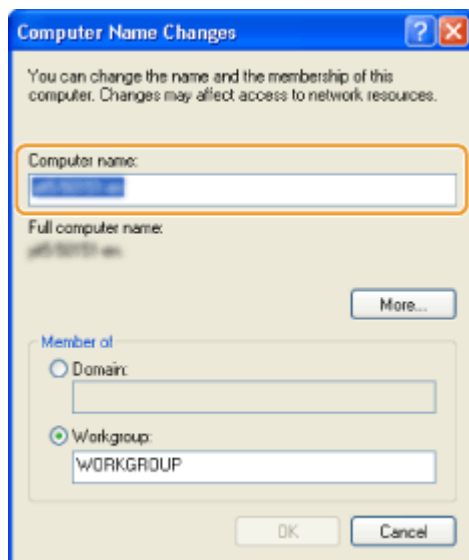 Computer Name Changes
You can change the name and the membership of this
computer. Changes may affect access to network resources.
Computer name:
Full computer name:
More...
Member of
Domain:
Workgroup:
WORKGROUP
OK
Cancel